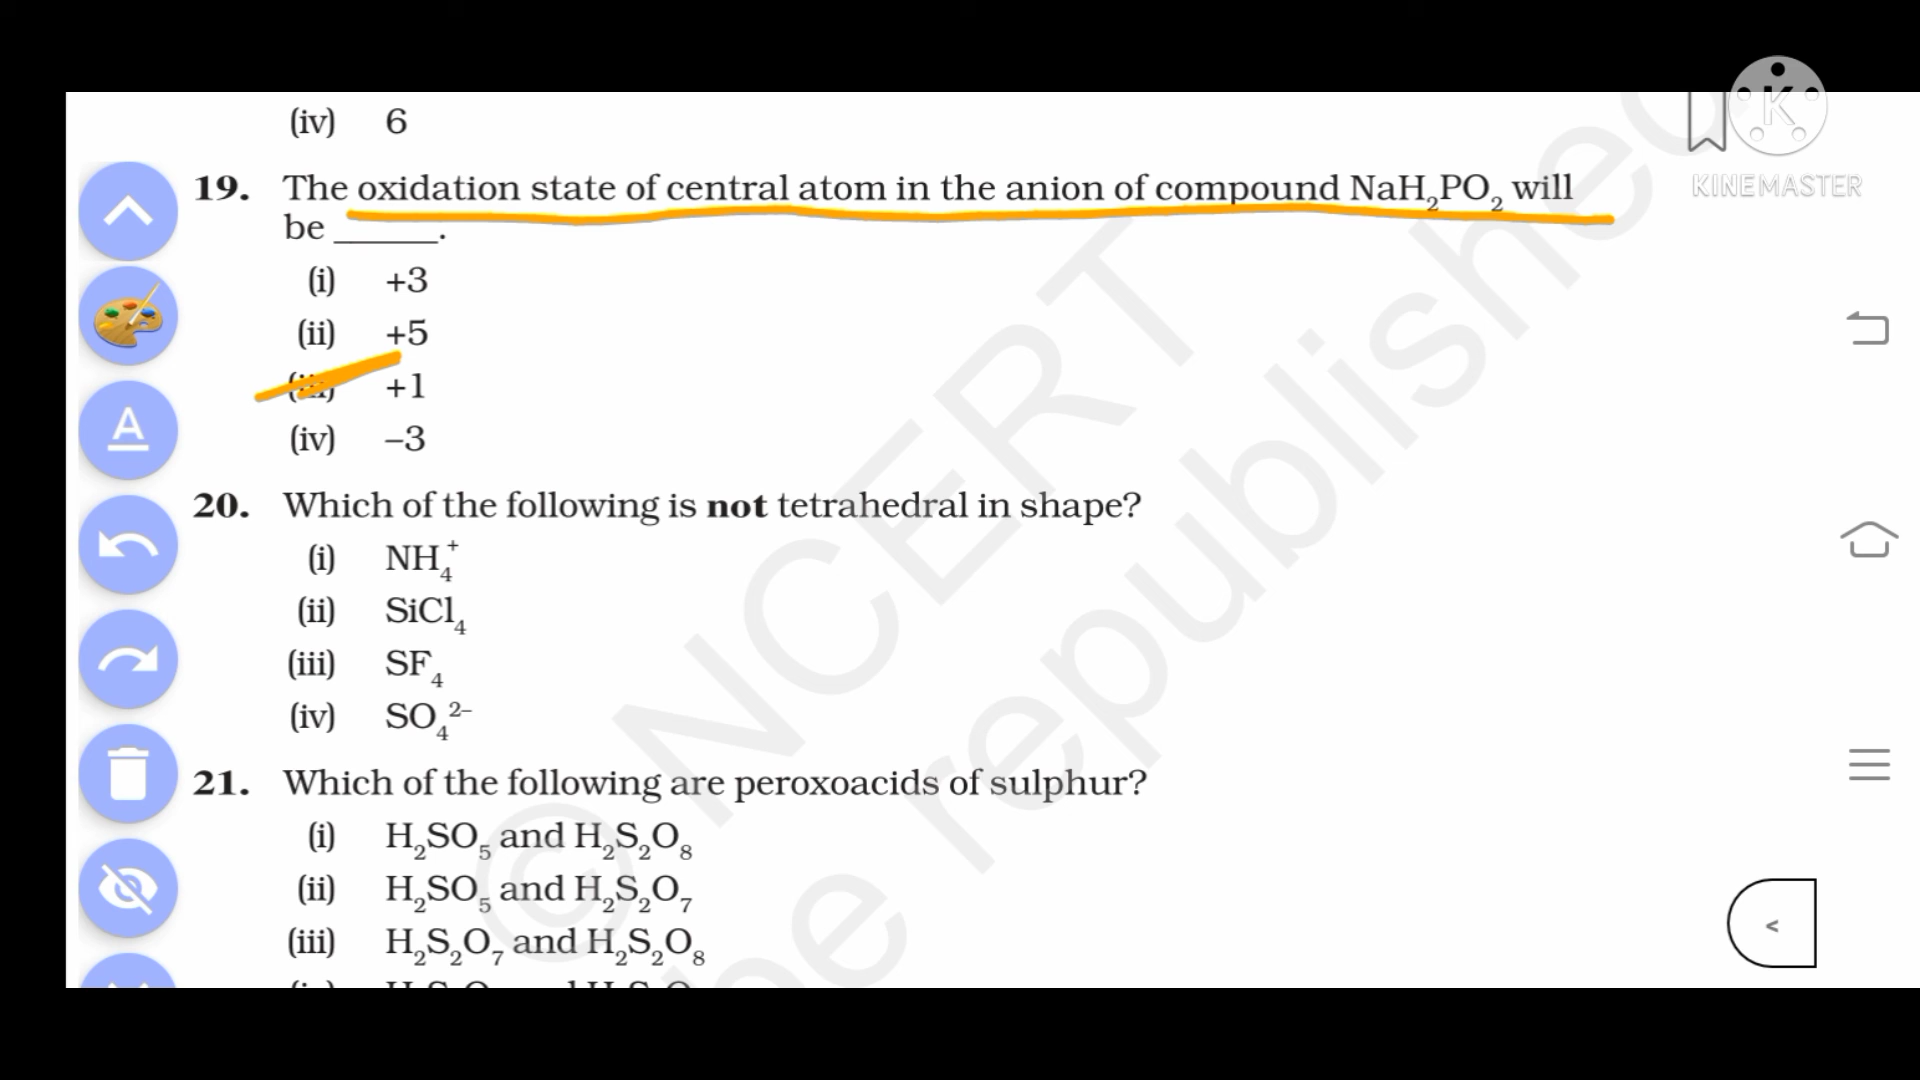 (iv) 6
KINEMASTER
19. The oxidation state of central atom in the anion of compound NaH₂PO₂ will
be ______.
(i) +3
(ii) +5
(iii) +1
(iv) –3
20. Which of the following is not tetrahedral in shape?
(i) NH₄⁺
(ii) SiCl₄
(iii) SF₄
(iv) SO₄²⁻
21. Which of the following are peroxoacids of sulphur?
(i) H₂SO₅ and H₂S₂O₈
(ii) H₂SO₅ and H₂S₂O₇
(iii) H₂S₂O₇ and H₂S₂O₈
© NCERT
be republished
K
A
<